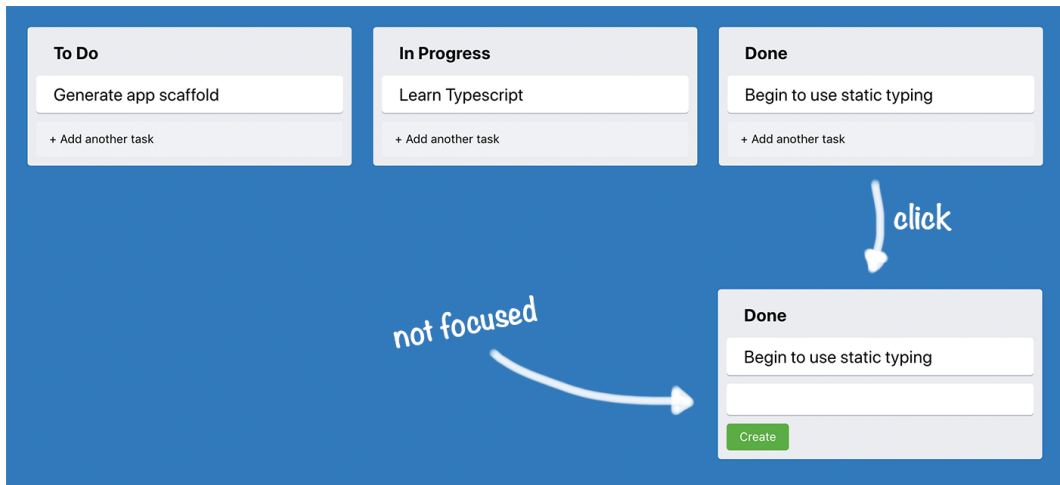 To Do
Generate app scaffold
+ Add another task
In Progress
Learn Typescript
+ Add another task
Done
Begin to use static typing
+ Add another task
click
not focused
Done
Begin to use static typing
Create